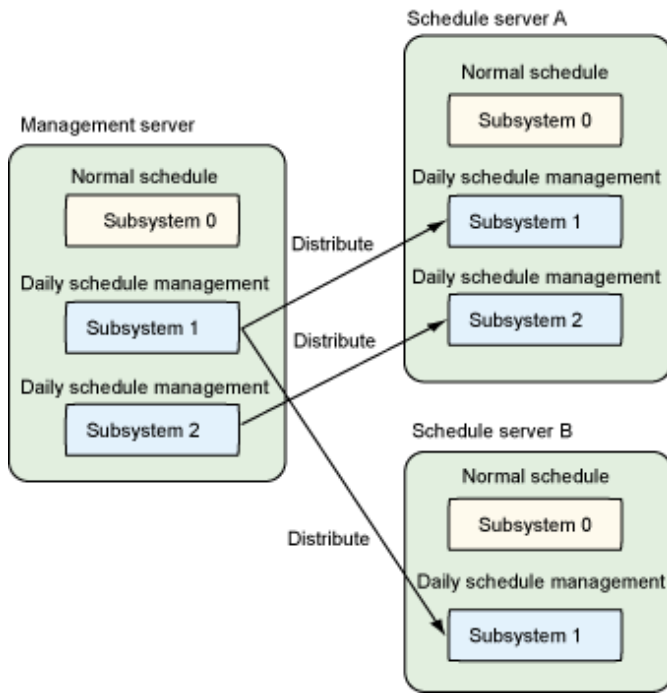 Schedule server A
Normal schedule
Subsystem 0
Daily schedule management
Subsystem 1
Daily schedule management
Subsystem 2
Management server
Normal schedule
Subsystem 0
Daily schedule management
Subsystem 1
Daily schedule management
Subsystem 2
Distribute
Distribute
Distribute
Schedule server B
Normal schedule
Subsystem 0
Daily schedule management
Subsystem 1